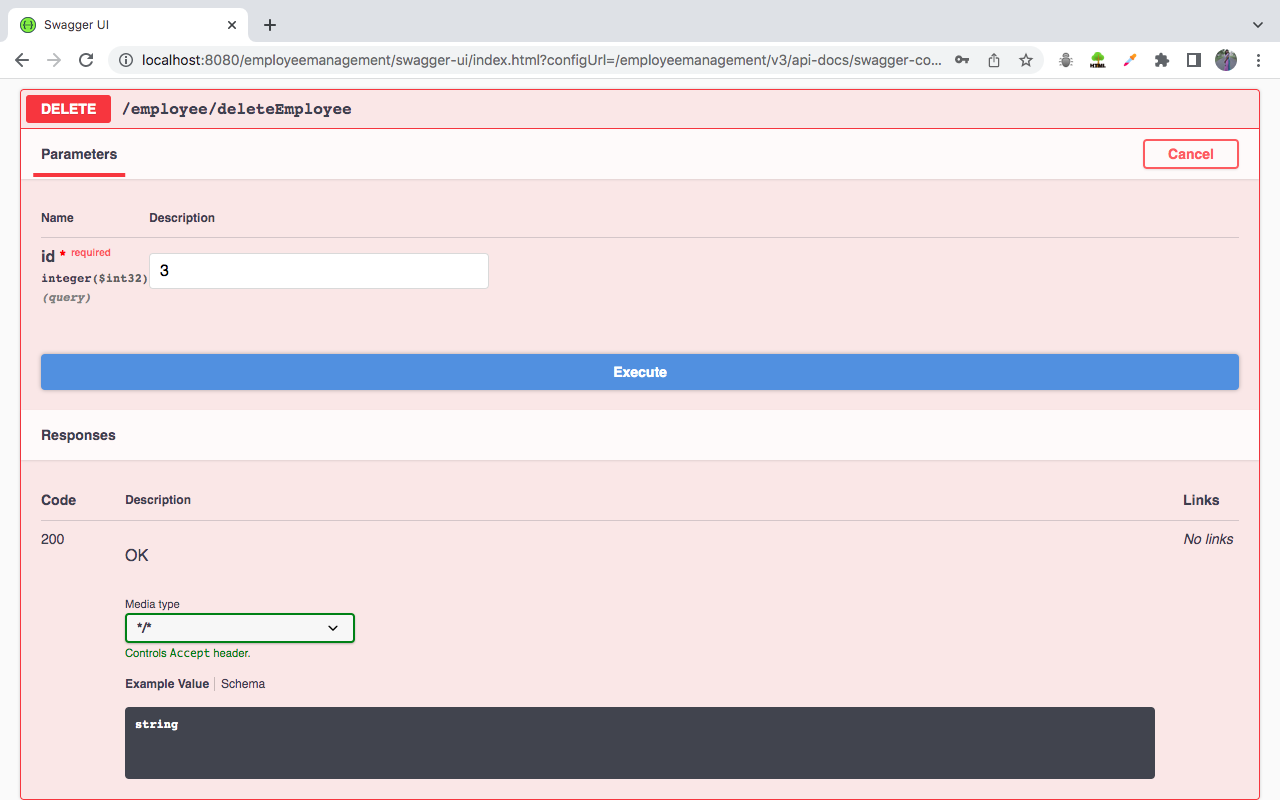 Swagger UI
localhost:8080/employeemanagement/swagger-ui/index.html?configUrl=/employeemanagement/v3/api-docs/swagger-co...
HTML
DELETE /employee/deleteEmployee
Parameters Cancel
Name Description
id * required
integer($int32)
(query)
3
Execute
Responses
Code Description Links
200 No links
OK
Media type
*/*
Controls Accept header.
Example Value Schema
string